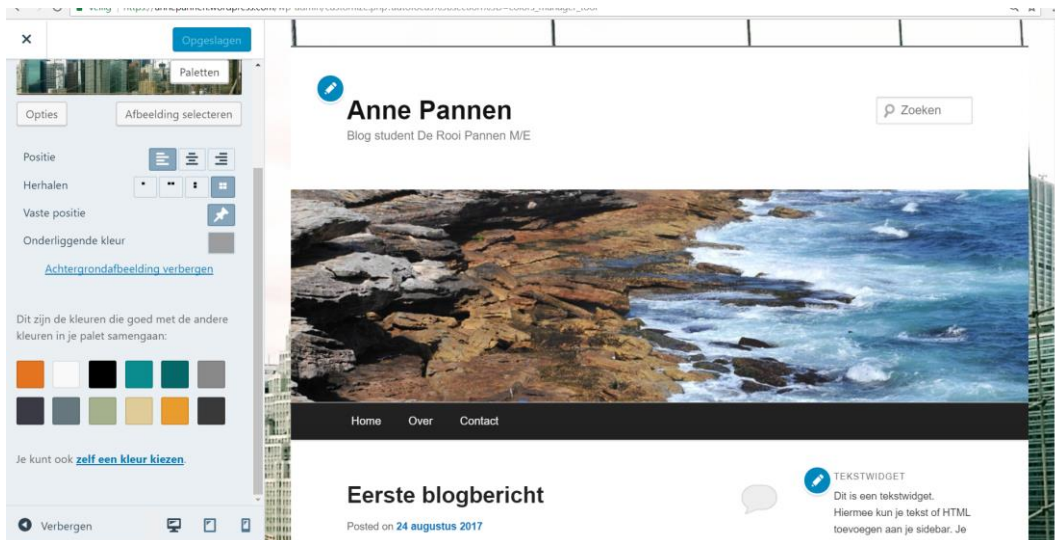 Opgeslagen
Paletten
Opties
Afbeelding selecteren
Positie
Herhalen
Vaste positie
Onderliggende kleur
Achtergrondafbeelding verbergen
Dit zijn de kleuren die goed met de andere
kleuren in je palet samengaan:
Je kunt ook zelf een kleur kiezen.
Verbergen
Anne Pannen
Blog student De Rooi Pannen M/E
Zoeken
Home Over Contact
Eerste blogbericht
Posted on 24 augustus 2017
TEKSTWIDGET
Dit is een tekstwidget.
Hiermee kun je tekst of HTML
toevoegen aan je sidebar. Je